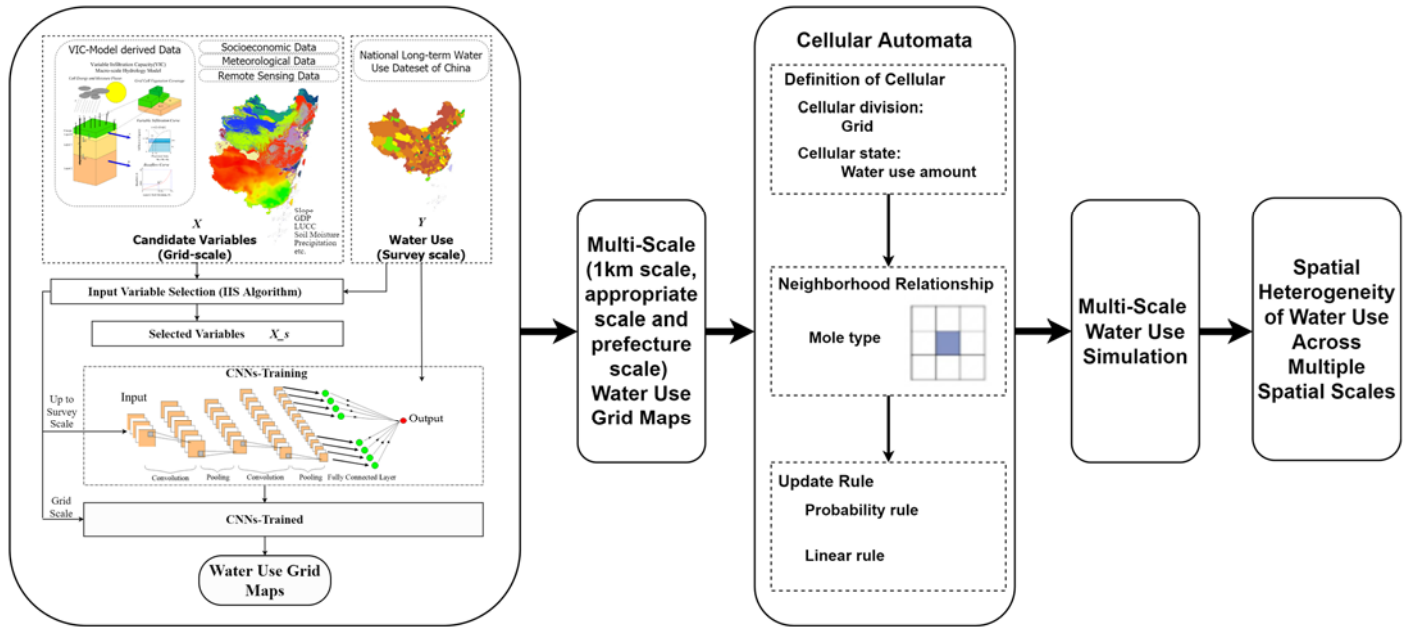 VIC-Model derived Data
Variable Infiltration Capacity(VIC)
Macro-scale Hydrology Model
Socioeconomic Data
Meteorological Data
Remote Sensing Data
National Long-term Water
Use Dateset of China
Slope
GDP
LUCC
Soil Moisture
Precipitation
etc.
X
Candidate Variables
(Grid-scale)
Y
Water Use
(Survey scale)
Input Variable Selection (IIS Algorithm)
Selected Variables X_s
CNNs-Training
Up to
Survey
Scale
Input
Output
Convolution
Pooling
Convolution
Pooling
Fully Connected Layer
Grid
Scale
CNNs-Trained
Water Use Grid
Maps
Multi-Scale
(1km scale,
appropriate
scale and
prefecture
scale)
Water Use
Grid Maps
Cellular Automata
Definition of Cellular
Cellular division:
Grid
Cellular state:
Water use amount
Neighborhood Relationship
Mole type
Update Rule
Probability rule
Linear rule
Multi-Scale
Water Use
Simulation
Spatial
Heterogeneity
of Water Use
Across
Multiple
Spatial Scales